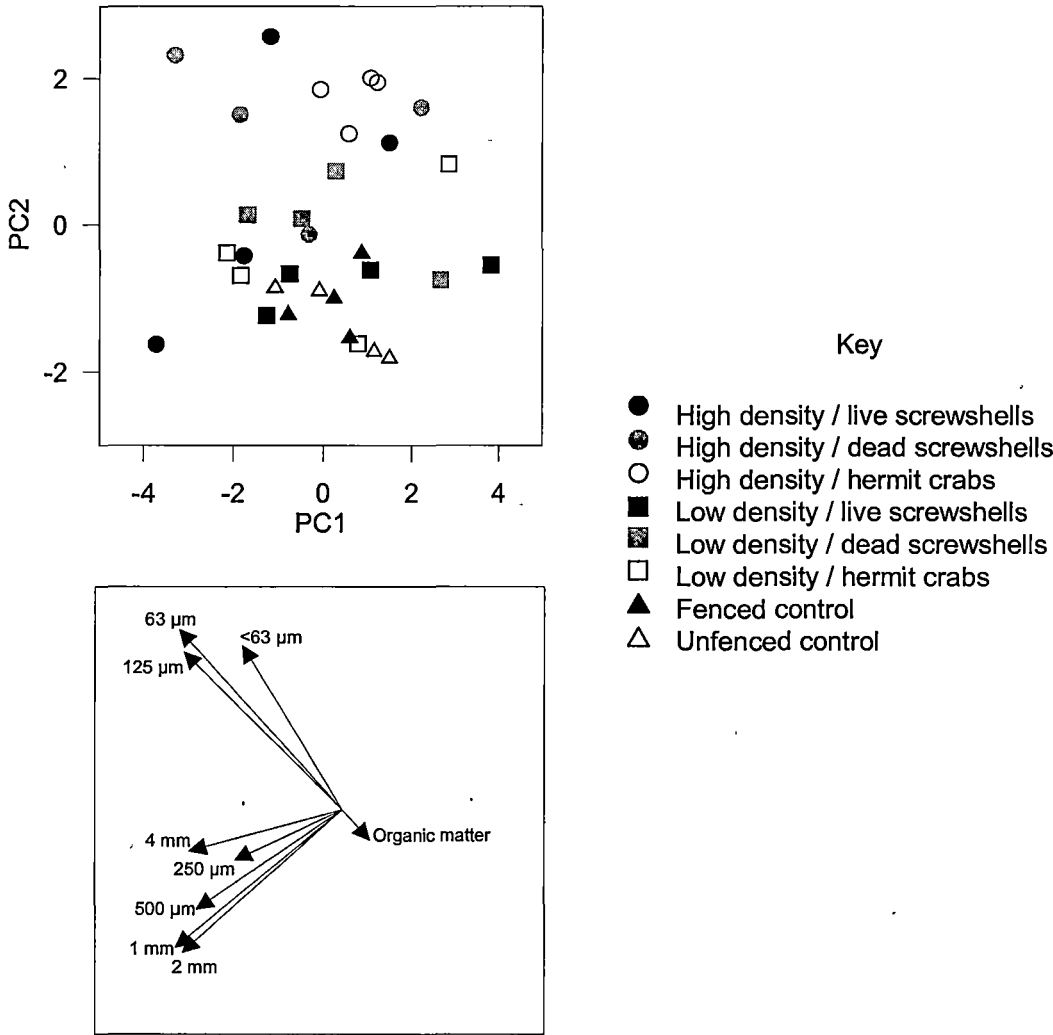 2
0
-2
PC2
-4 -2 0 2 4
PC1
Key
High density / live screwshells
High density / dead screwshells
High density / hermit crabs
Low density / live screwshells
Low density / dead screwshells
Low density / hermit crabs
Fenced control
Unfenced control
63 µm
<63 µm
125 µm
Organic matter
4 mm
250 µm
500 µm
1 mm
2 mm